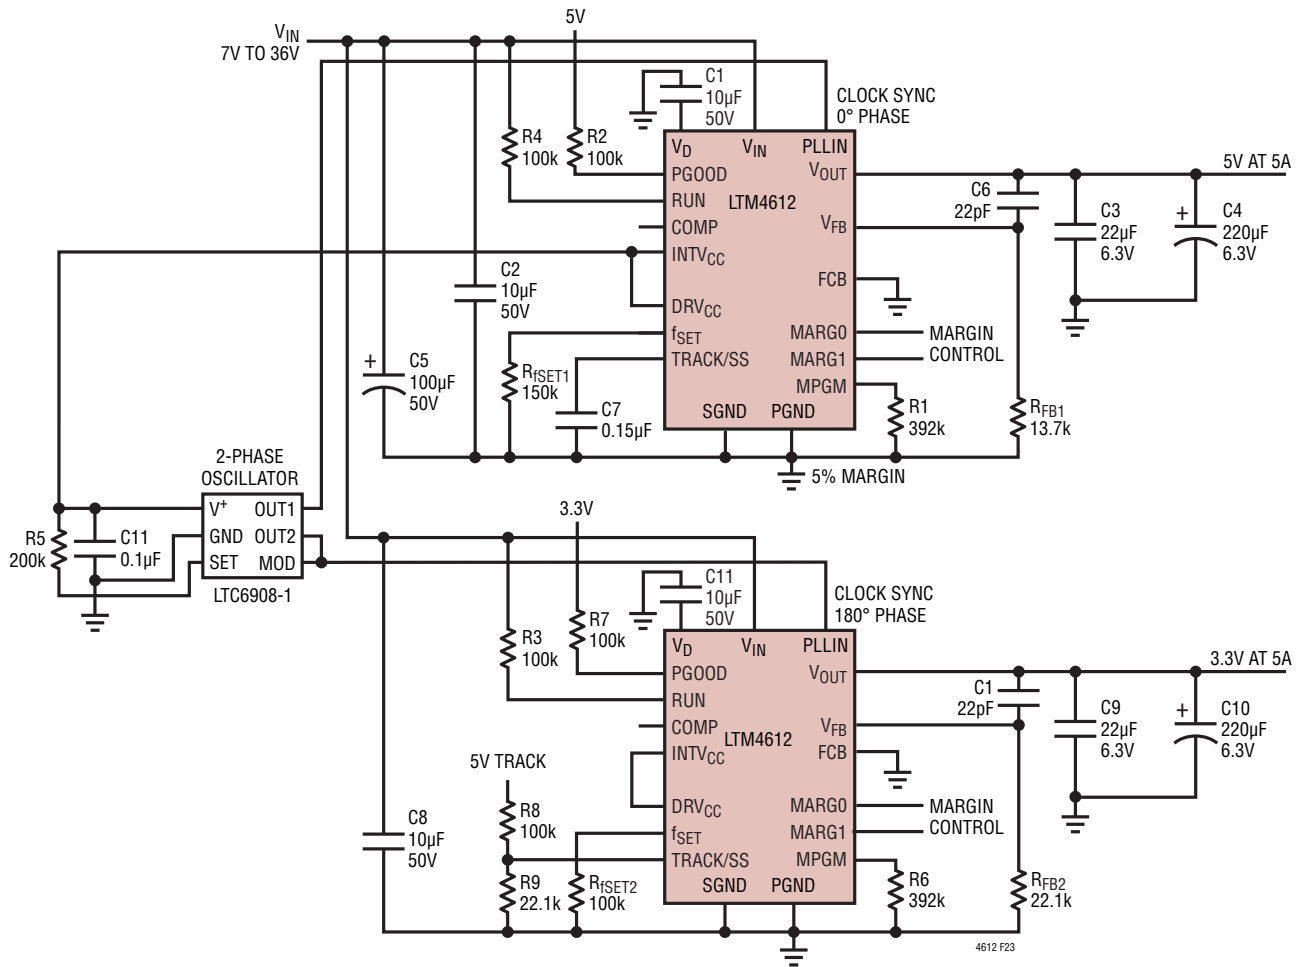 VIN
7V TO 36V
5V
C1
10µF
50V
CLOCK SYNC
0° PHASE
R4
100k
R2
100k
VD
VIN
PLLIN
PGOOD
VOUT
RUN
LTM4612
COMP
VFB
INTVCC
FCB
DRVCC
fSET
MARG0
TRACK/SS
MARG1
MPGM
SGND
PGND
5V AT 5A
C6
22pF
C3
22µF
6.3V
C4
220µF
6.3V
MARGIN
CONTROL
C2
10µF
50V
C5
100µF
50V
RfSET1
150k
C7
0.15µF
R1
392k
RFB1
13.7k
5% MARGIN
2-PHASE
OSCILLATOR
V+
OUT1
GND
OUT2
SET
MOD
LTC6908-1
R5
200k
C11
0.1µF
3.3V
C11
10µF
50V
CLOCK SYNC
180° PHASE
R3
100k
R7
100k
VD
VIN
PLLIN
PGOOD
VOUT
RUN
LTM4612
COMP
VFB
INTVCC
FCB
DRVCC
MARG0
fSET
MARG1
TRACK/SS
MPGM
SGND
PGND
3.3V AT 5A
C1
22pF
C9
22µF
6.3V
C10
220µF
6.3V
MARGIN
CONTROL
5V TRACK
R8
100k
C8
10µF
50V
R9
22.1k
RfSET2
100k
R6
392k
RFB2
22.1k
4612 F23